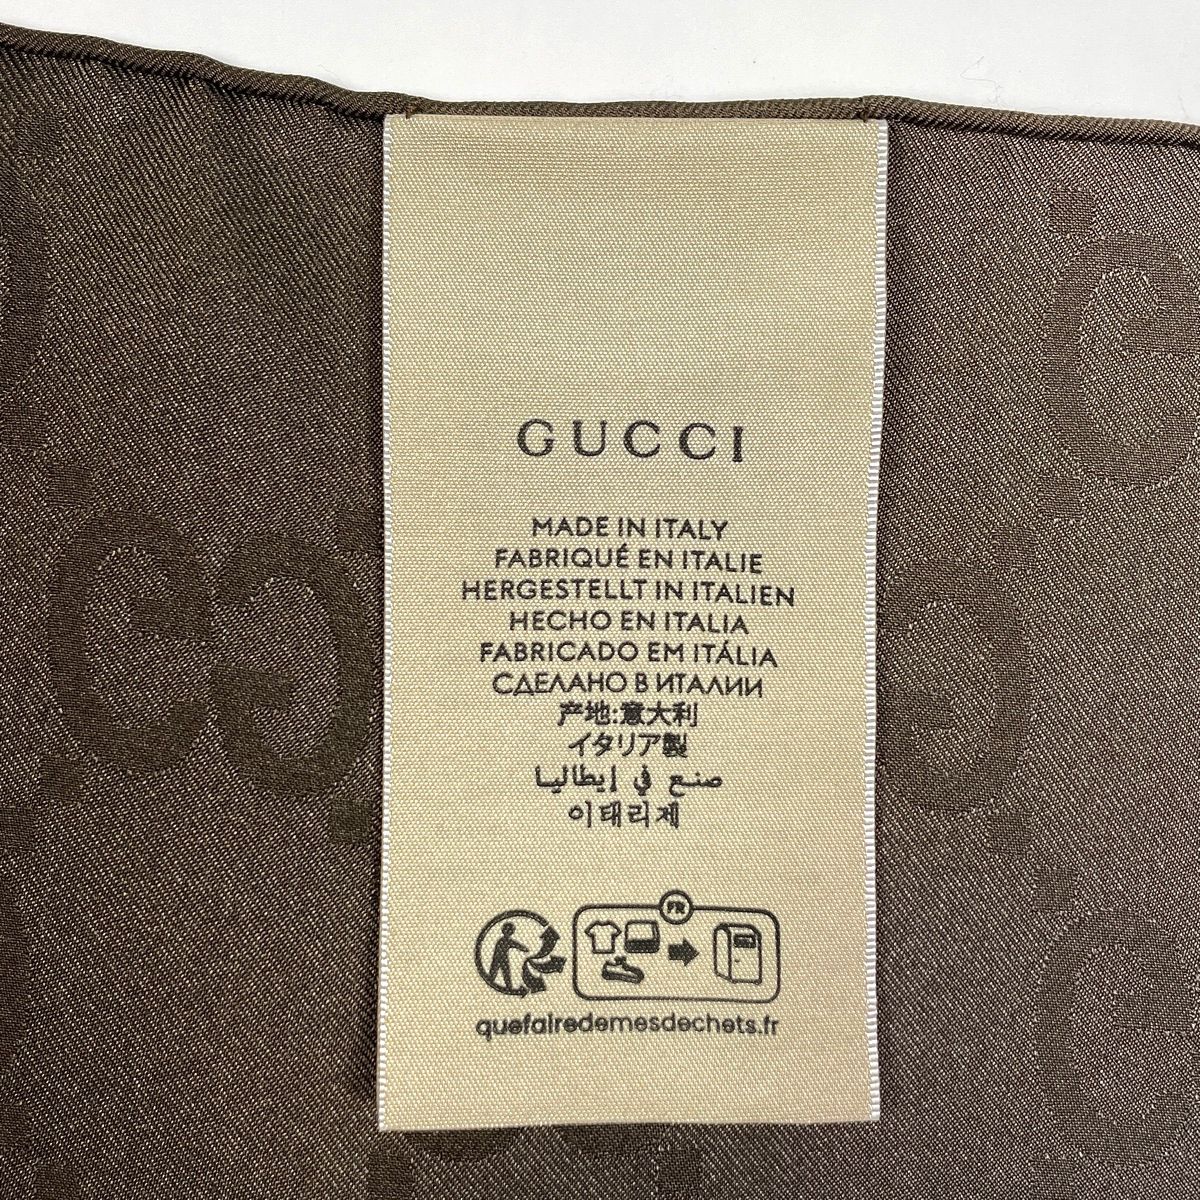 GUCCI
MADE IN ITALY
FABRIQUÉ EN ITALIE
HERGESTELLT IN ITALIEN
HECHO EN ITALIA
FABRICADO EM ITÁLIA
СДЕЛАНО В ИТАЛИИ
产地:意大利
イタリア製
صنع في إيطاليا
이태리제
FR
quefairedemesdechets.fr